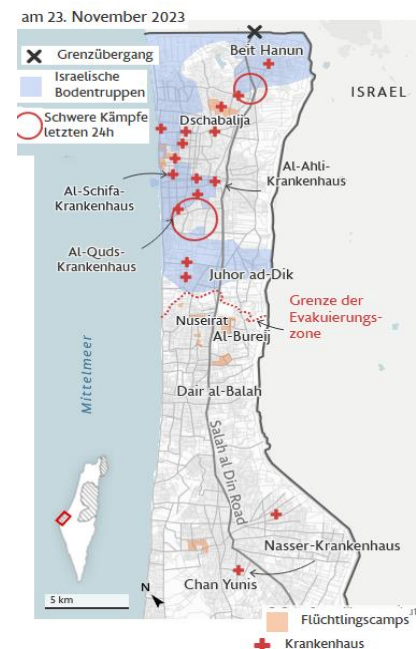 am 23. November 2023
Grenzübergang
Israelische
Bodentruppen
Schwere Kämpfe
letzten 24h
Beit Hanun
ISRAEL
Dschabalija
Al-Ahli-
Krankenhaus
Al-Schifa-
Krankenhaus
Al-Quds-
Krankenhaus
Juhor ad-Dik
Grenze der
Evakuierungs-
zone
Nuseirat
Al-Bureij
Mittelmeer
Dair al-Balah
Salah al Din Road
Nasser-Krankenhaus
Chan Yunis
N
5 km
Flüchtlingscamps
Krankenhaus